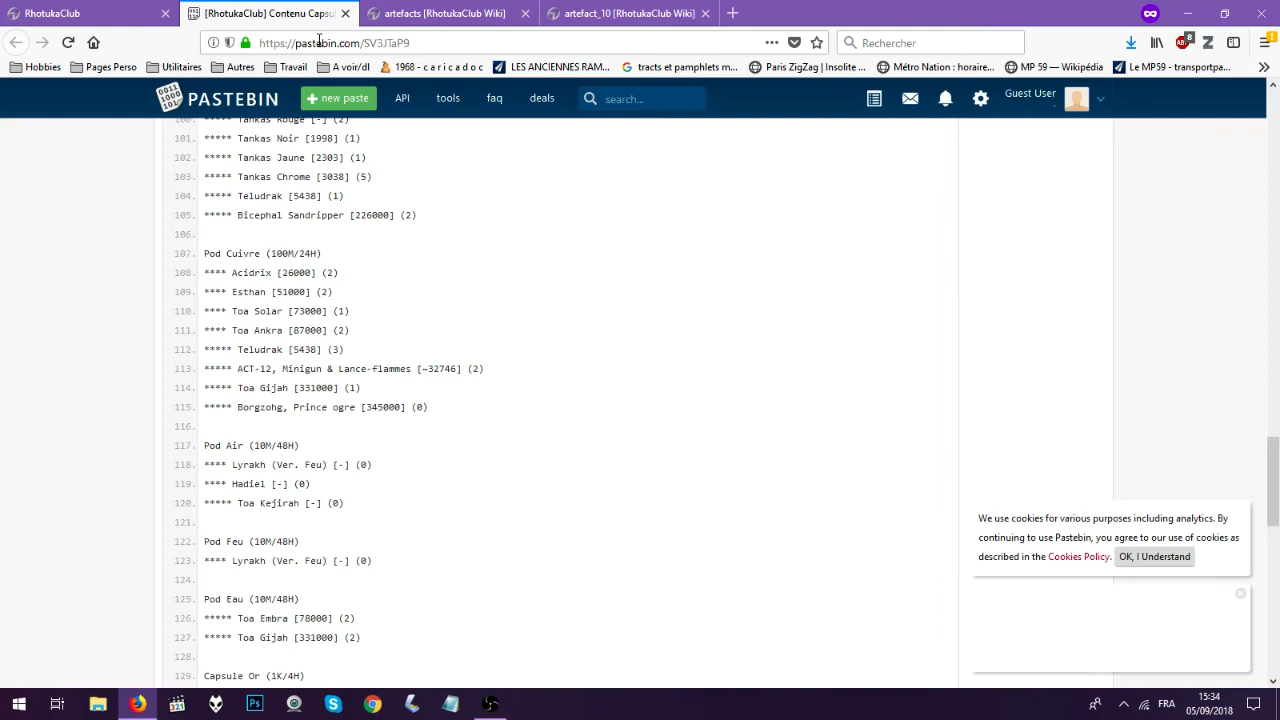 RhotukaClub
[RhotukaClub] Contenu Capsu
artefacts [RhotukaClub Wiki]
artefact_10 [RhotukaClub Wiki]
https://pastebin.com/SV3JTaP9
Rechercher
8
Hobbies
Pages Perso
Utilitaires
Autres
Travail
A voir/dl
1968 - c a r i c a d o c
LES ANCIENNES RAM...
tracts et pamphlets m...
Paris ZigZag | Insolite ...
Métro Nation : horaire...
MP 59 — Wikipédia
Le MP59 - transportpa...
PASTEBIN
+ new paste
API
tools
faq
deals
search...
Guest User
-
100. ***** Tankas Rouge [-] (2)
101. ***** Tankas Noir [1998] (1)
102. ***** Tankas Jaune [2303] (1)
103. ***** Tankas Chrome [3038] (5)
104. ***** Teludrak [5438] (1)
105. ***** Bicephal Sandripper [226000] (2)
106.
107. Pod Cuivre (100M/24H)
108. **** Acidrix [26000] (2)
109. **** Esthan [51000] (2)
110. **** Toa Solar [73000] (1)
111. **** Toa Ankra [87000] (2)
112. ***** Teludrak [5438] (3)
113. ***** ACT-12, Minigun & Lance-flammes [~32746] (2)
114. ***** Toa Gijah [331000] (1)
115. ***** Borgzohg, Prince ogre [345000] (0)
116.
117. Pod Air (10M/48H)
118. **** Lyrakh (Ver. Feu) [-] (0)
119. **** Hadiel [-] (0)
120. ***** Toa Kejirah [-] (0)
121.
122. Pod Feu (10M/48H)
123. **** Lyrakh (Ver. Feu) [-] (0)
124.
125. Pod Eau (10M/48H)
126. ***** Toa Embra [78000] (2)
127. ***** Toa Gijah [331000] (2)
128.
129. Capsule Or (1K/4H)
We use cookies for various purposes including analytics. By
continuing to use Pastebin, you agree to our use of cookies as
described in the Cookies Policy. OK, I Understand
FRA
15:34
05/09/2018